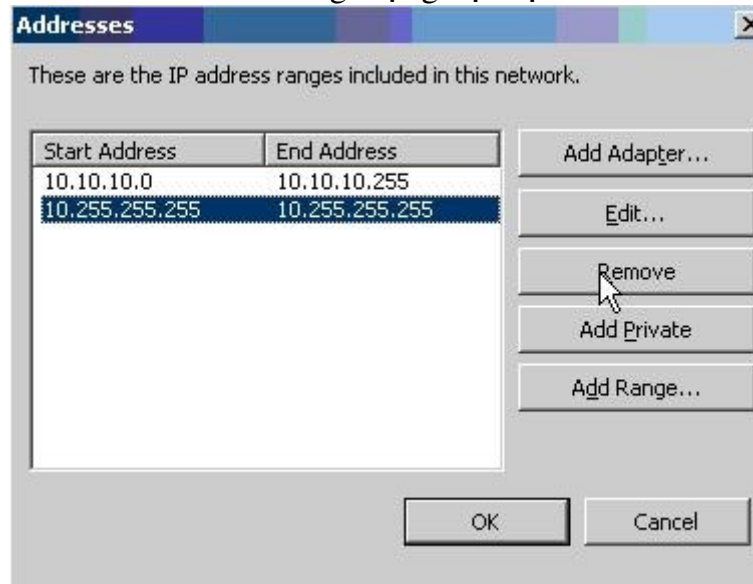 Addresses
These are the IP address ranges included in this network.
Start Address End Address
10.10.10.0 10.10.10.255
10.255.255.255 10.255.255.255
Add Adapter...
Edit...
Remove
Add Private
Add Range...
OK Cancel